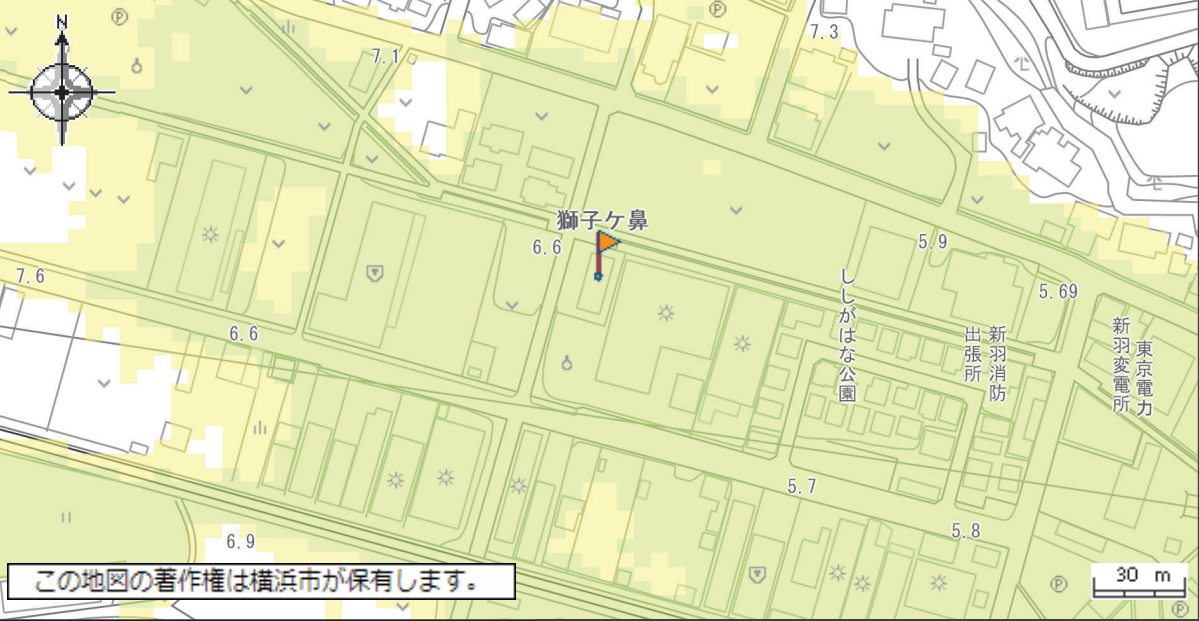 N
7.1
7.3
獅子ケ鼻
6.6
5.9
7.6
5.69
ししがはな公園
6.6
新羽消防
出張所
東京電力
新羽変電所
5.7
5.8
6.9
この地図の著作権は横浜市が保有します。
30 m